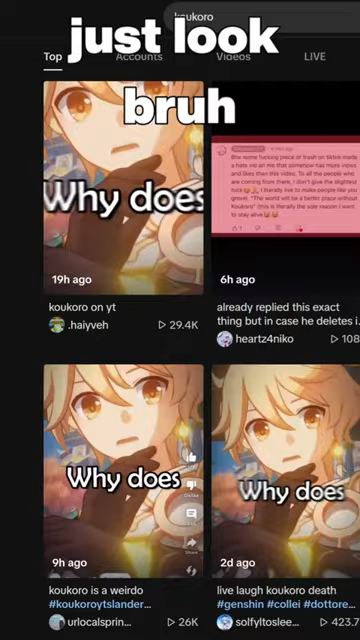 koukoro
just look
Top
Accounts
Videos
LIVE
bruh
Why does
19h ago
6h ago
koukoro on yt
.haiyveh
29.4K
already replied this exact
thing but in case he deletes i...
heartz4niko
108
Why does
Why does
Dislike
Share
9h ago
2d ago
koukoro is a weirdo
#koukoroytslander...
urlocalsprin...
26K
live laugh koukoro death
#genshin #collei #dottore...
solfyltoslee...
423.7